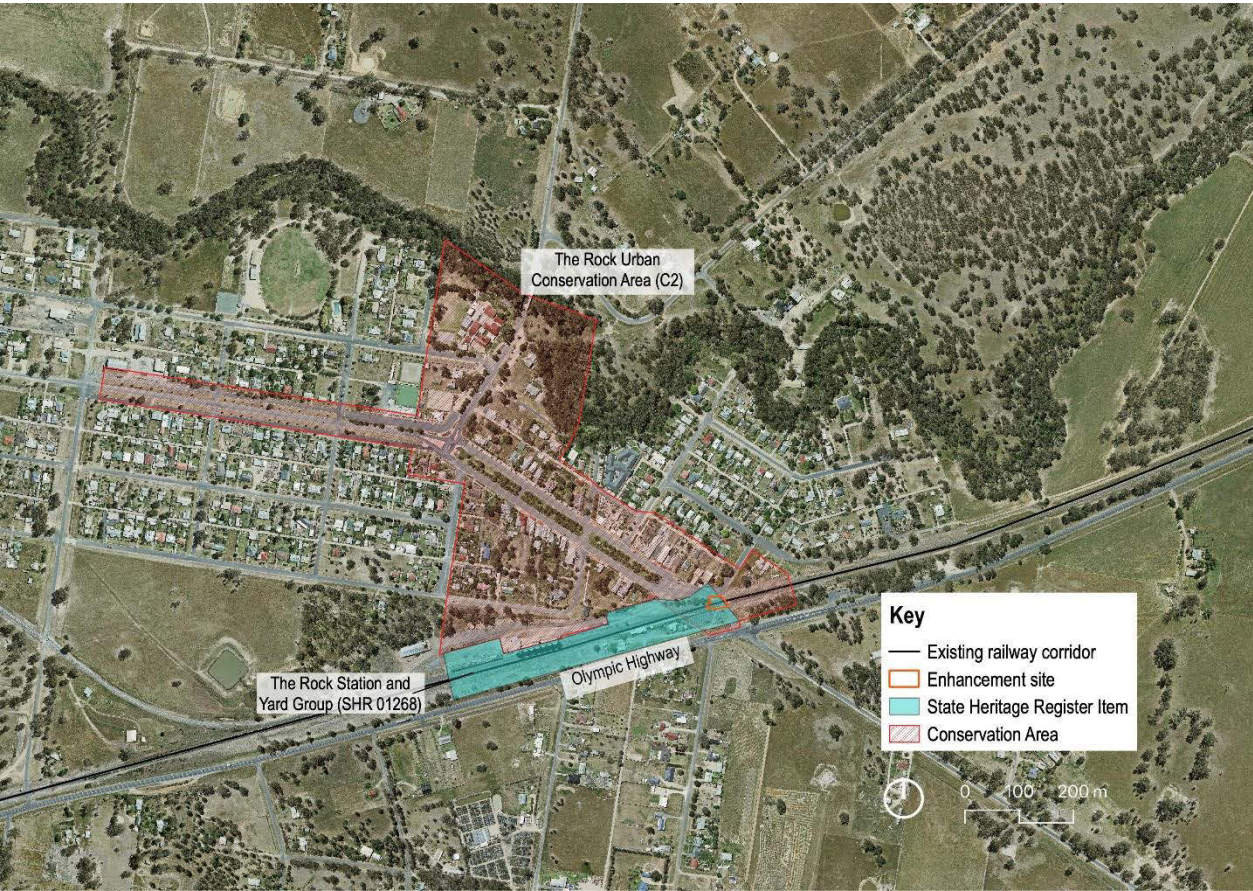 The Rock Urban
Conservation Area (C2)
The Rock Station and
Yard Group (SHR 01268)
Olympic Highway
Key
Existing railway corridor
Enhancement site
State Heritage Register Item
Conservation Area
0 100 200 m